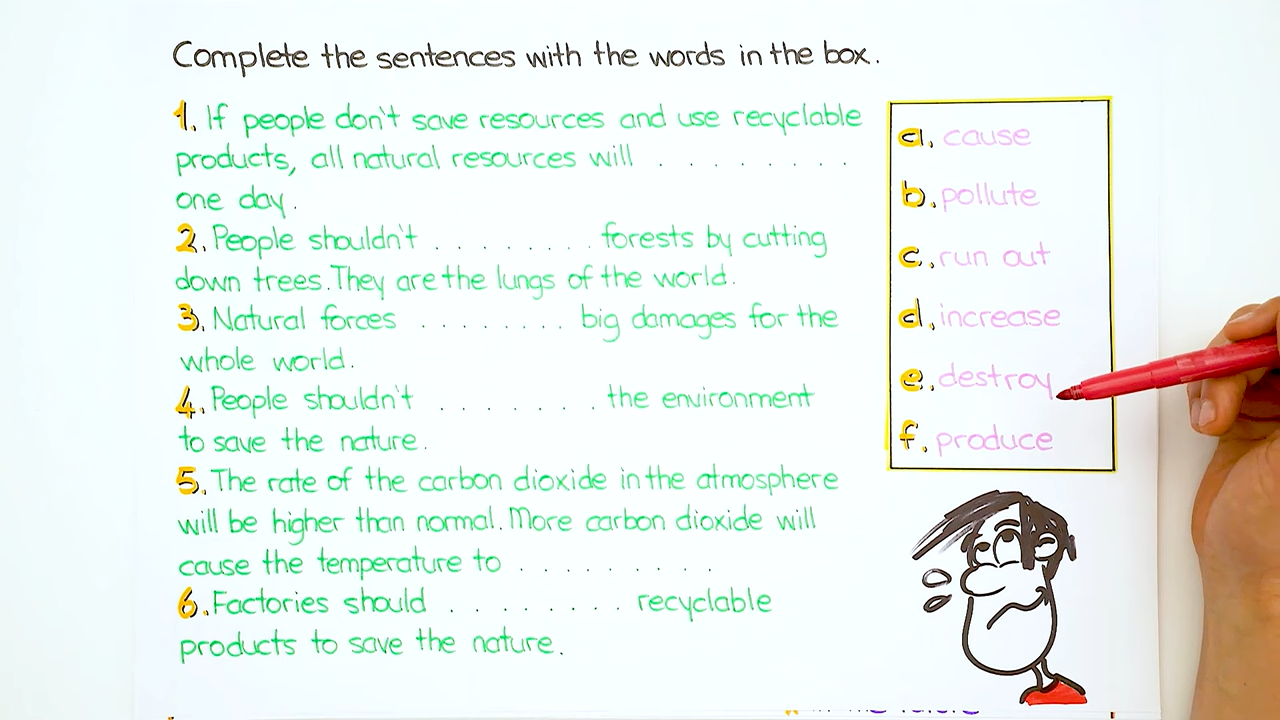 Complete the sentences with the words in the box.
1. If people don't save resources and use recyclable
products, all natural resources will . . . . . . . .
one day.
2. People shouldn't . . . . . . . . forests by cutting
down trees. They are the lungs of the world.
3. Natural forces . . . . . . . . big damages for the
whole world.
4. People shouldn't . . . . . . . . the environment
to save the nature.
5. The rate of the carbon dioxide in the atmosphere
will be higher than normal. More carbon dioxide will
cause the temperature to . . . . . . . . .
6. Factories should . . . . . . . . recyclable
products to save the nature.
a. cause
b. pollute
c. run out
d. increase
e. destroy
f. produce